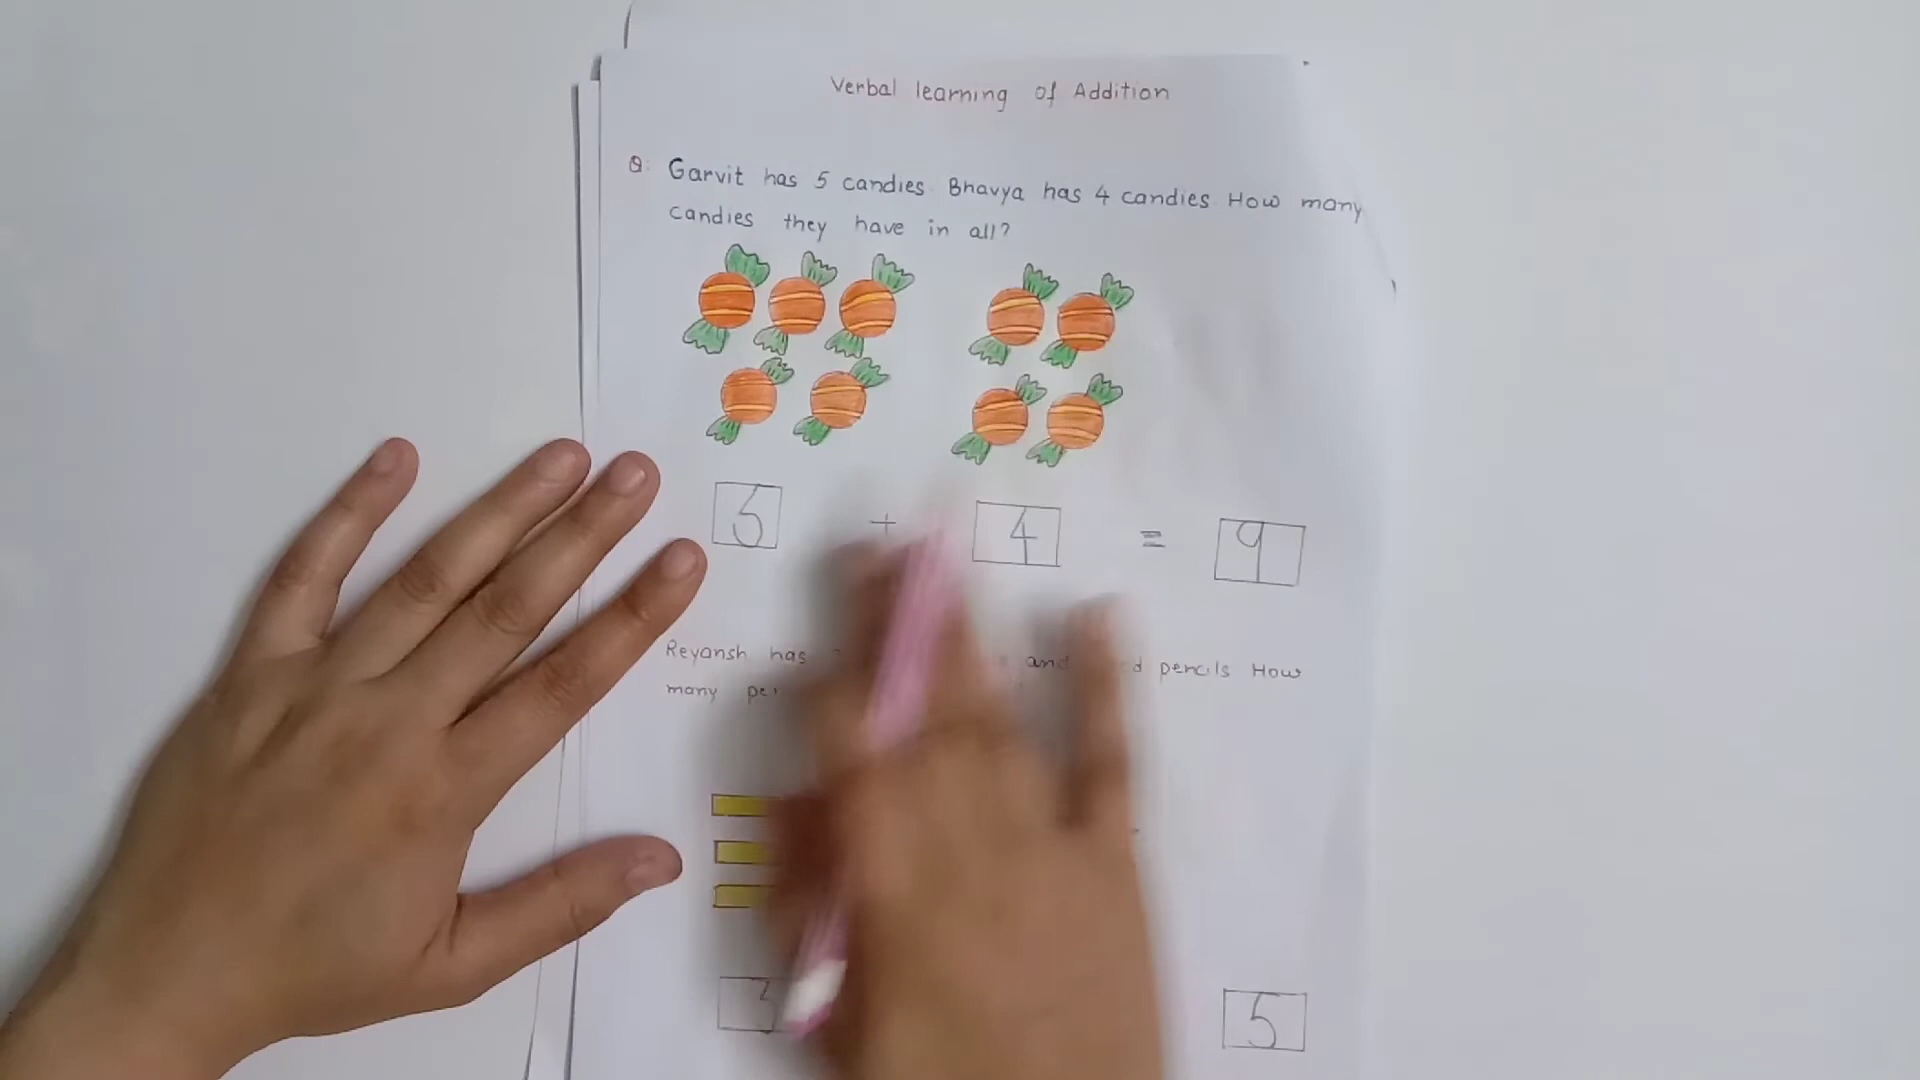 Verbal learning of Addition
Q. Garvit has 5 candies. Bhavya has 4 candies. How many
candies they have in all?
5 + 4 = 9
Reyansh has and pencils How
many
3 5